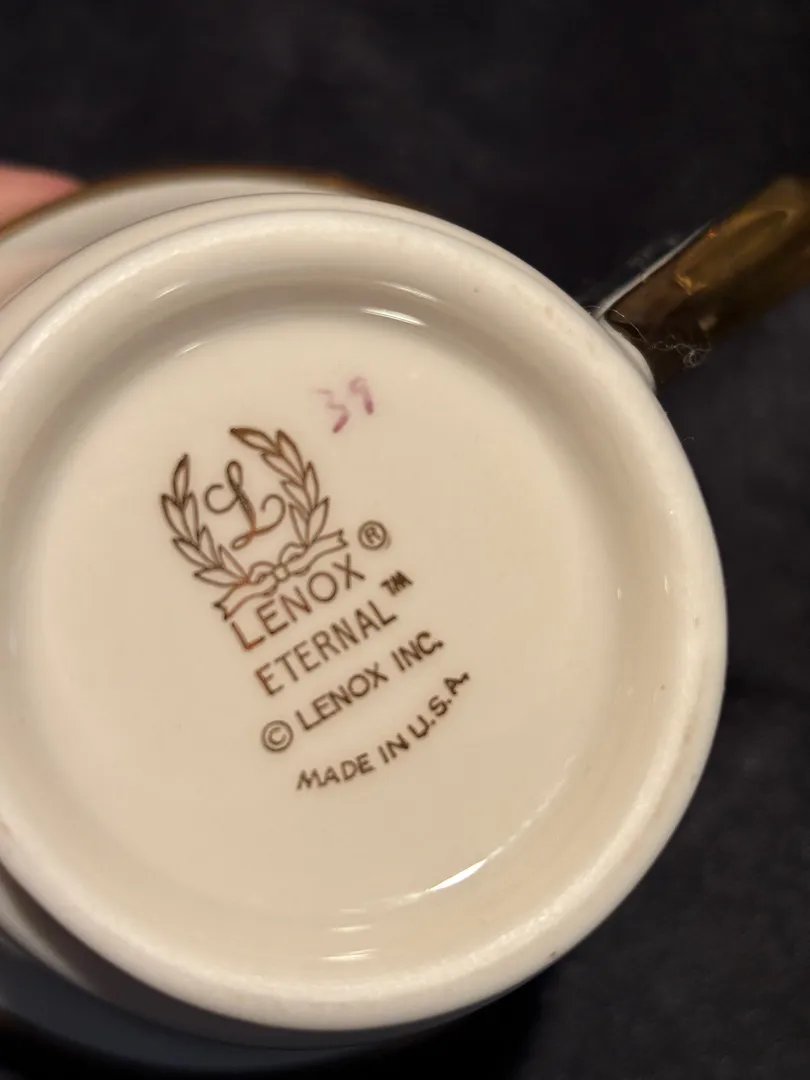 39
L
LENOX ®
ETERNAL™
© LENOX INC.
MADE IN U.S.A.